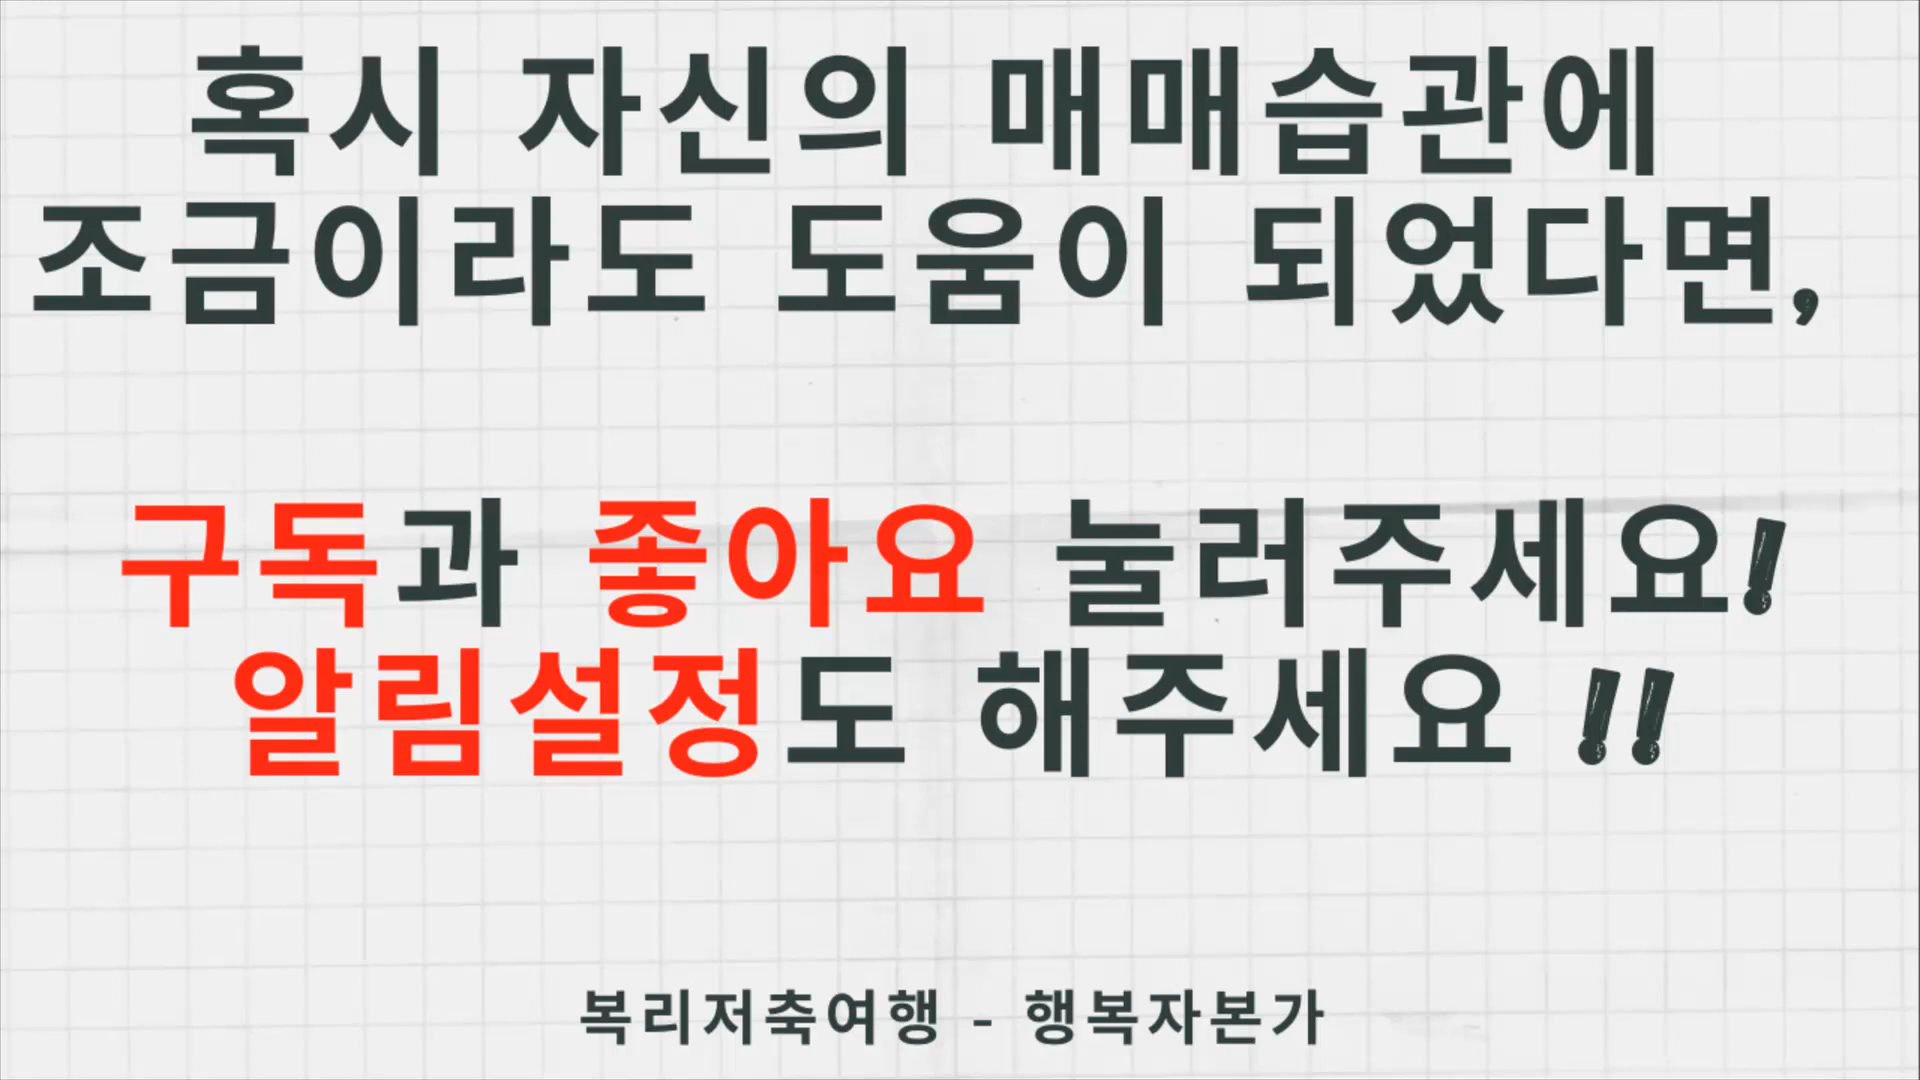 혹시 자신의 매매습관에
조금이라도 도움이 되었다면,
구독과 좋아요 눌러주세요!
알림설정도 해주세요 !!
복리저축여행 - 행복자본가